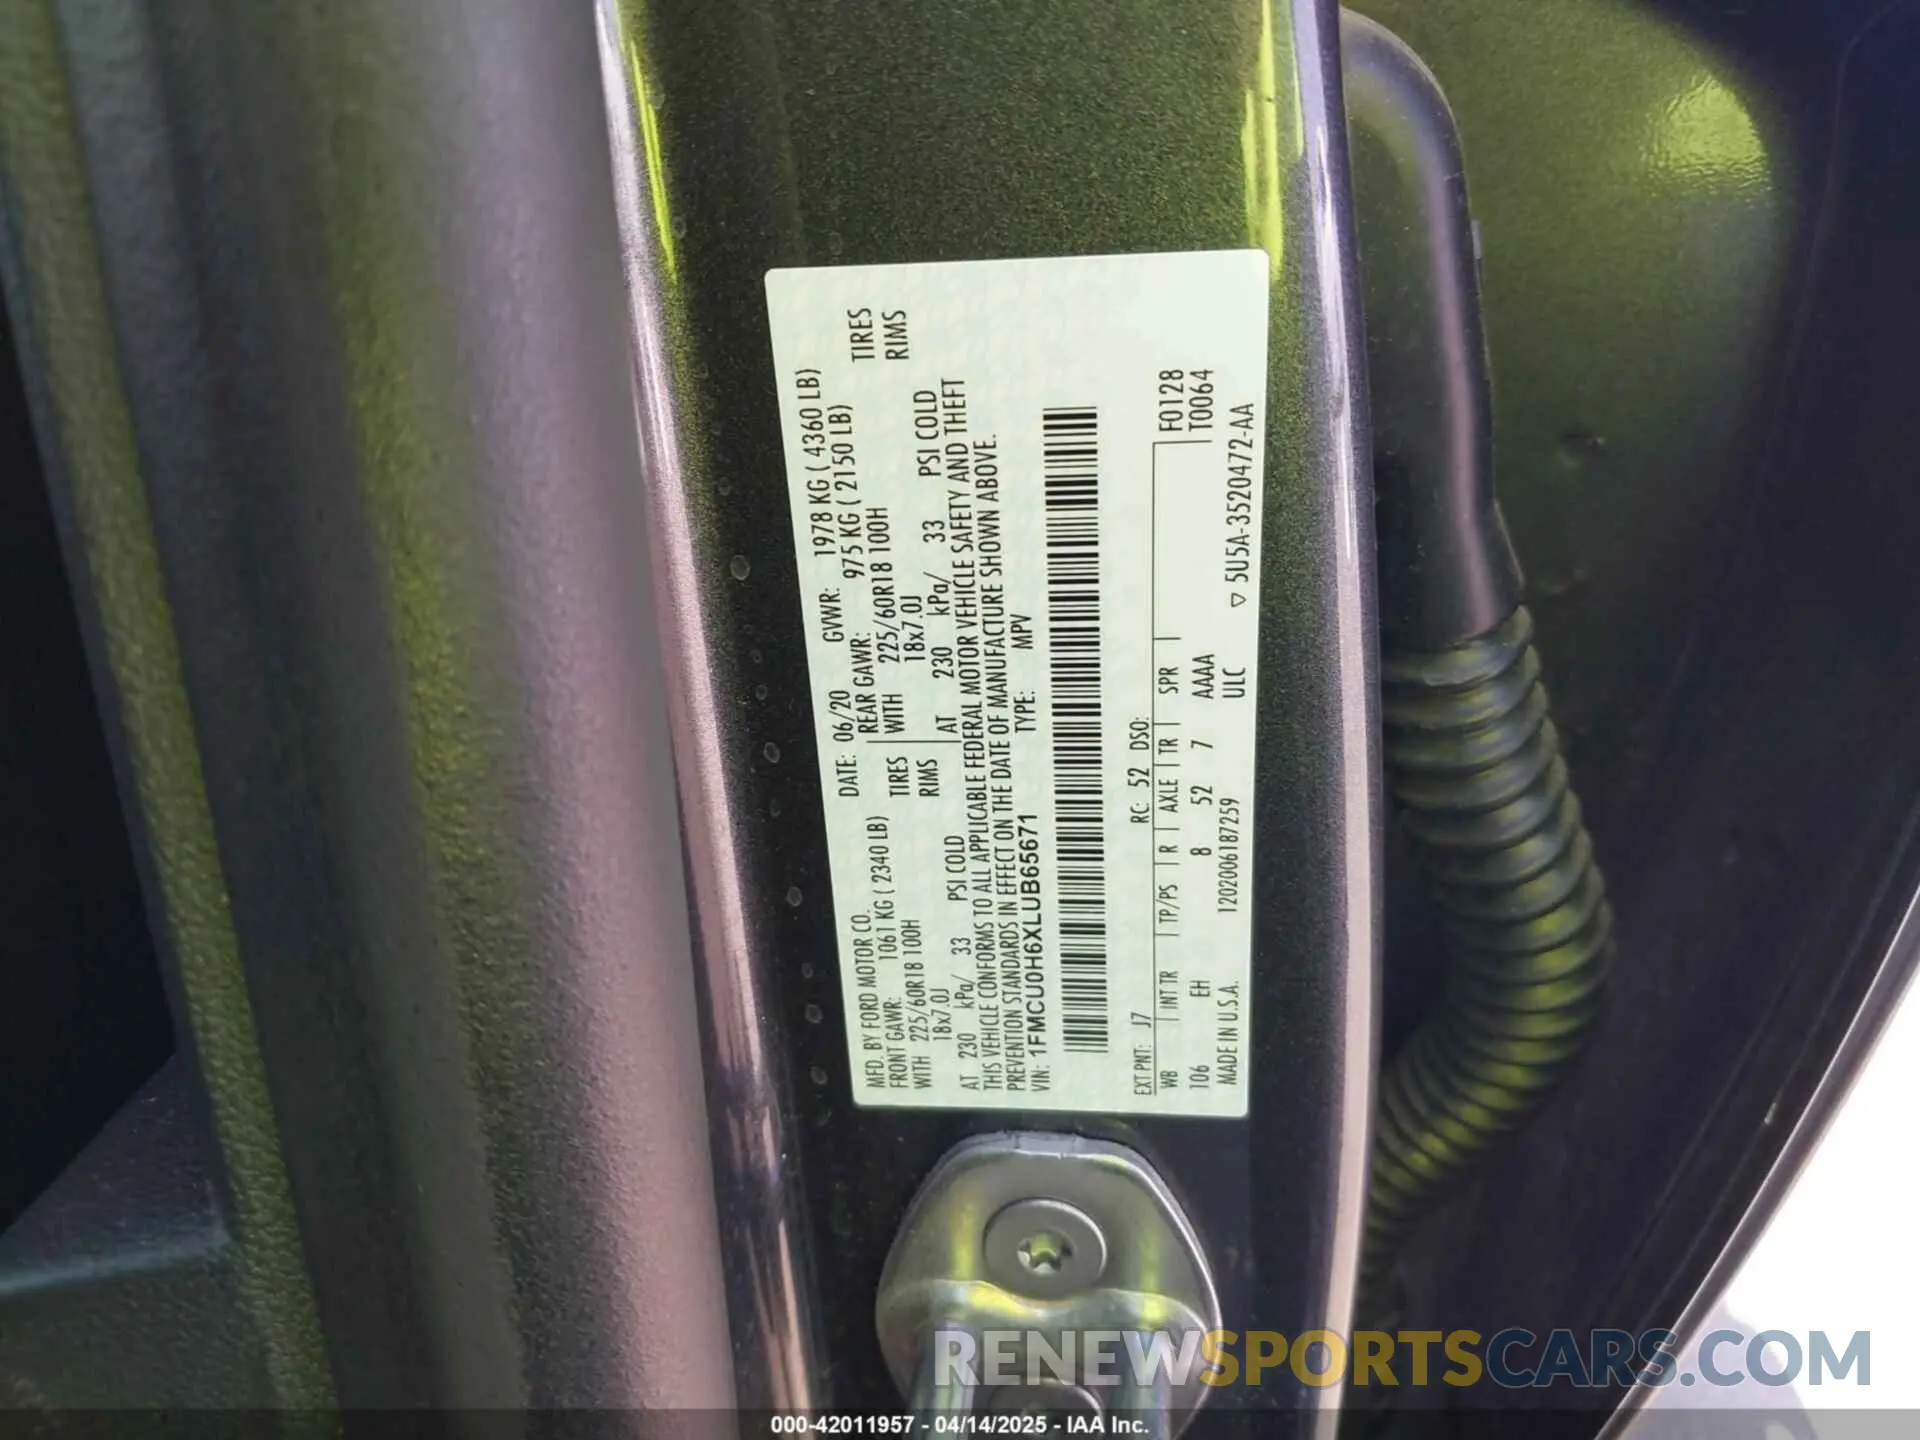 MFD. BY FORD MOTOR CO. DATE: 06/20 GVWR: 1978 KG ( 4360 LB)
FRONT GAWR: 1061 KG ( 2340 LB) REAR GAWR: 975 KG ( 2150 LB)
WITH 225/60R18 100H TIRES WITH 225/60R18 100H TIRES
18x7.0J RIMS 18x7.0J RIMS
AT 230 kPa/ 33 PSI COLD AT 230 kPa/ 33 PSI COLD
THIS VEHICLE CONFORMS TO ALL APPLICABLE FEDERAL MOTOR VEHICLE SAFETY AND THEFT
PREVENTION STANDARDS IN EFFECT ON THE DATE OF MANUFACTURE SHOWN ABOVE.
VIN: 1FMCU0H6XLUB65671 TYPE: MPV
EXT PNT: J7 RC: 52 DSO: F0128
WB INT TR TP/PS R AXLE TR SPR T0064
106 EH 8 52 7 AAAA
MADE IN U.S.A. 1202006187259 ULC ▽ 5U5A-3520472-AA
RENEWSPORTSCARS.COM
000-42011957 - 04/14/2025 - IAA Inc.